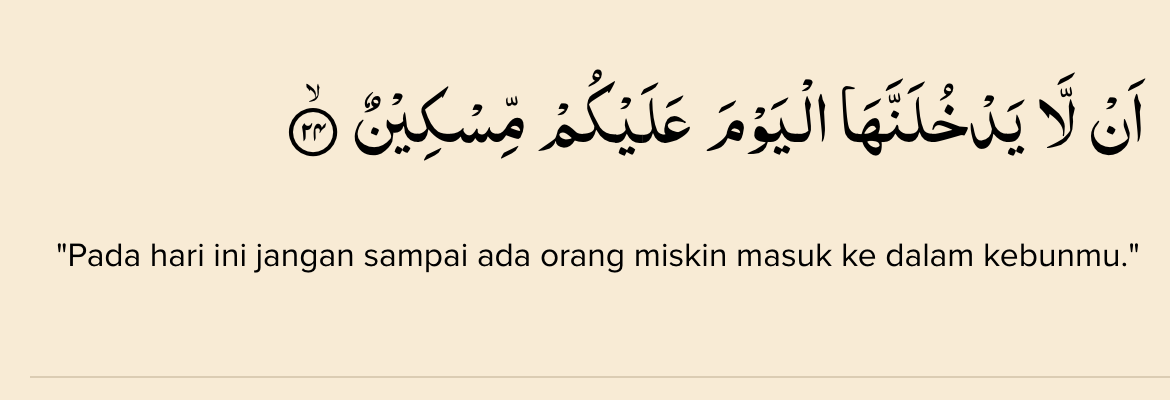 اَنْ لَّا يَدْخُلَنَّهَا الْيَوْمَ عَلَيْكُمْ مِّسْكِيْنٌۙ ٢٤
"Pada hari ini jangan sampai ada orang miskin masuk ke dalam kebunmu."